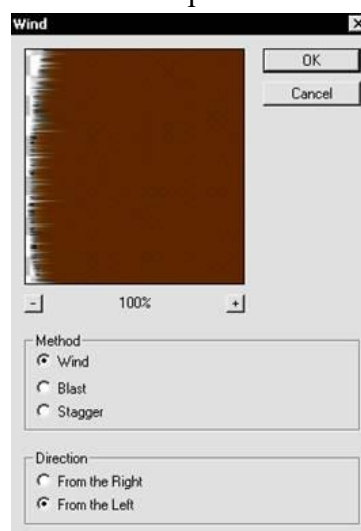 Wind
OK
Cancel
- 100% +
Method
Wind
Blast
Stagger
Direction
From the Right
From the Left